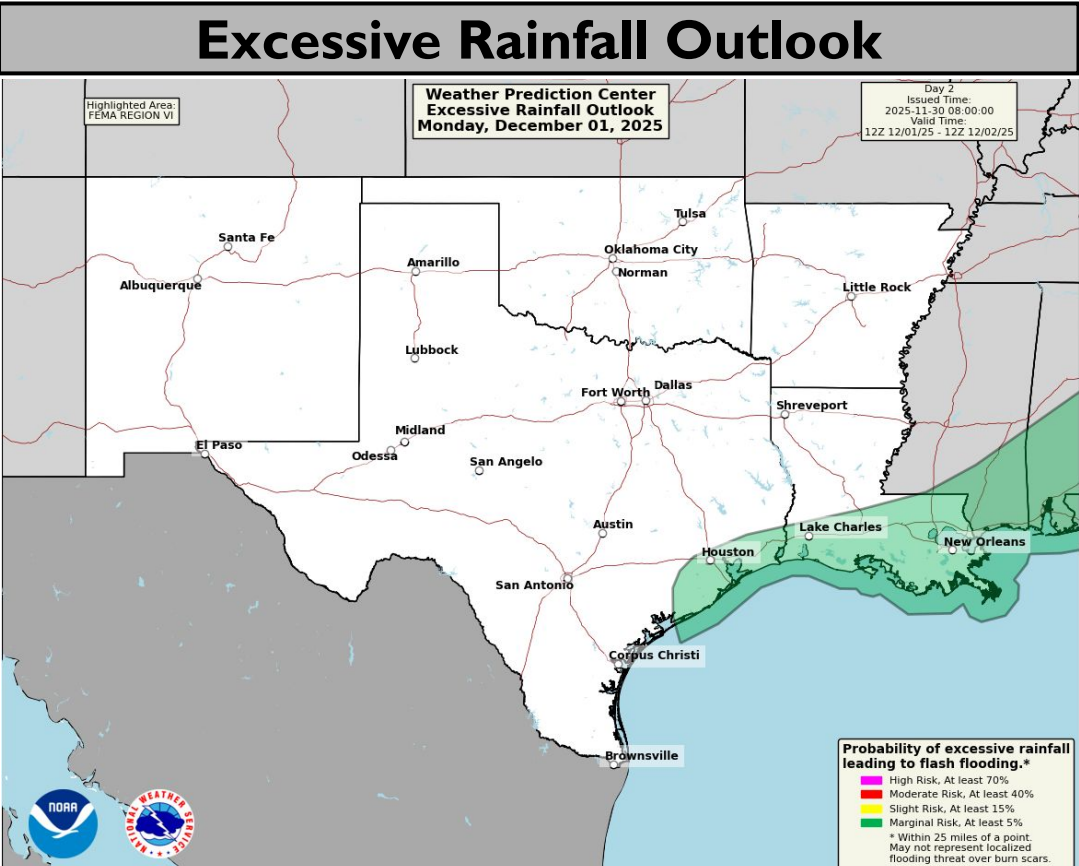 Excessive Rainfall Outlook
Highlighted Area:
FEMA REGION VI
Weather Prediction Center
Excessive Rainfall Outlook
Monday, December 01, 2025
Day 2
Issued Time:
2025-11-30 08:00:00
Valid Time:
12Z 12/01/25 - 12Z 12/02/25
Tulsa
Santa Fe
Oklahoma City
Amarillo
Norman
Albuquerque
Little Rock
Lubbock
Dallas
Fort Worth
Shreveport
Midland
El Paso
Odessa
San Angelo
Austin
Lake Charles
New Orleans
Houston
San Antonio
Corpus Christi
Brownsville
Probability of excessive rainfall
leading to flash flooding.*
High Risk, At least 70%
Moderate Risk, At least 40%
Slight Risk, At least 15%
Marginal Risk, At least 5%
* Within 25 miles of a point.
May not represent localized
flooding threat over burn scars.
NOAA
NATIONAL WEATHER SERVICE